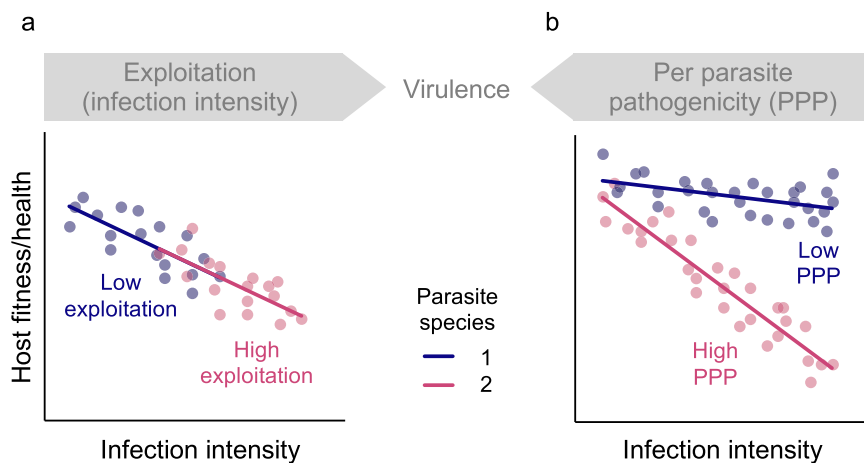 a
b
Exploitation
(infection intensity)
Virulence
Per parasite
pathogenicity (PPP)
Host fitness/health
Low
exploitation
High
exploitation
Infection intensity
Parasite
species
1
2
Low
PPP
High
PPP
Infection intensity